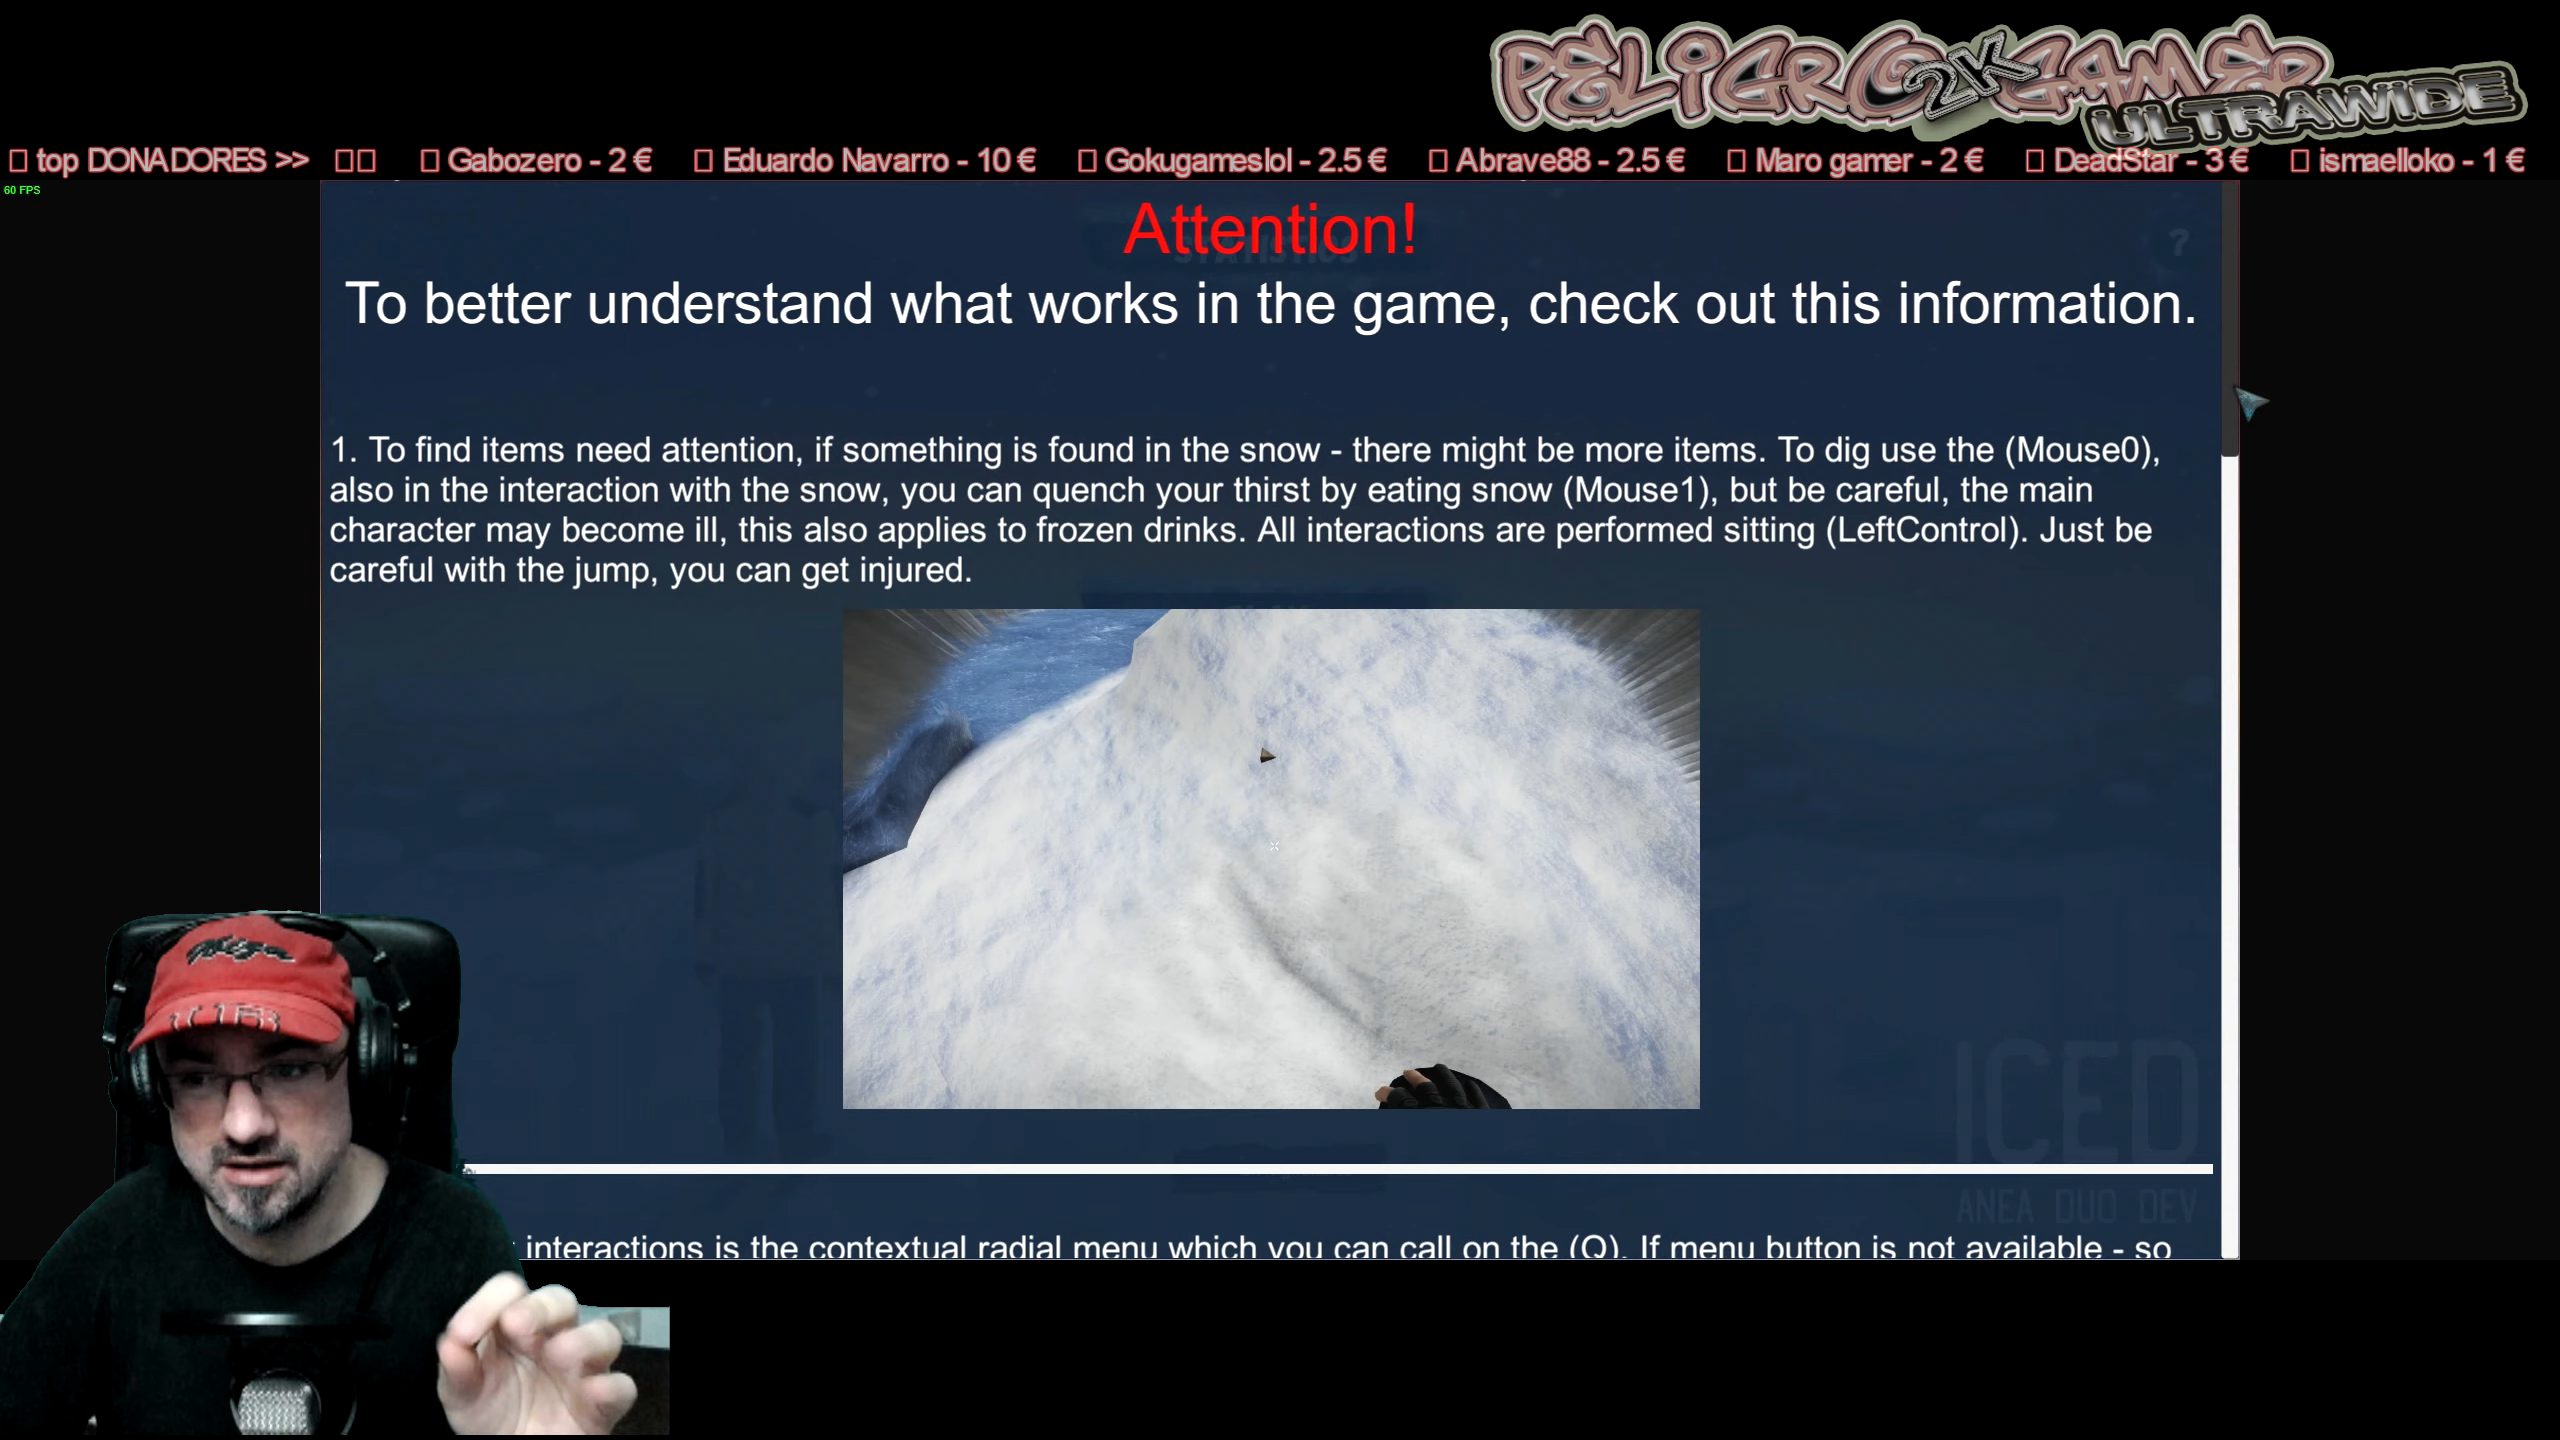 PELIGRO 2K GAMER
ULTRAWIDE
top DONADORES >> Gabozero - 2 € Eduardo Navarro - 10 € Gokugameslol - 2.5 € Abrave88 - 2.5 € Maro gamer - 2 € DeadStar - 3 € ismaelloko - 1 €
60 FPS
Attention!
STATISTICS
?
To better understand what works in the game, check out this information.
1. To find items need attention, if something is found in the snow - there might be more items. To dig use the (Mouse0),
also in the interaction with the snow, you can quench your thirst by eating snow (Mouse1), but be careful, the main
character may become ill, this also applies to frozen drinks. All interactions are performed sitting (LeftControl). Just be
careful with the jump, you can get injured.
ICED
ANEA DUO DEV
interactions is the contextual radial menu which you can call on the (Q). If menu button is not available - so